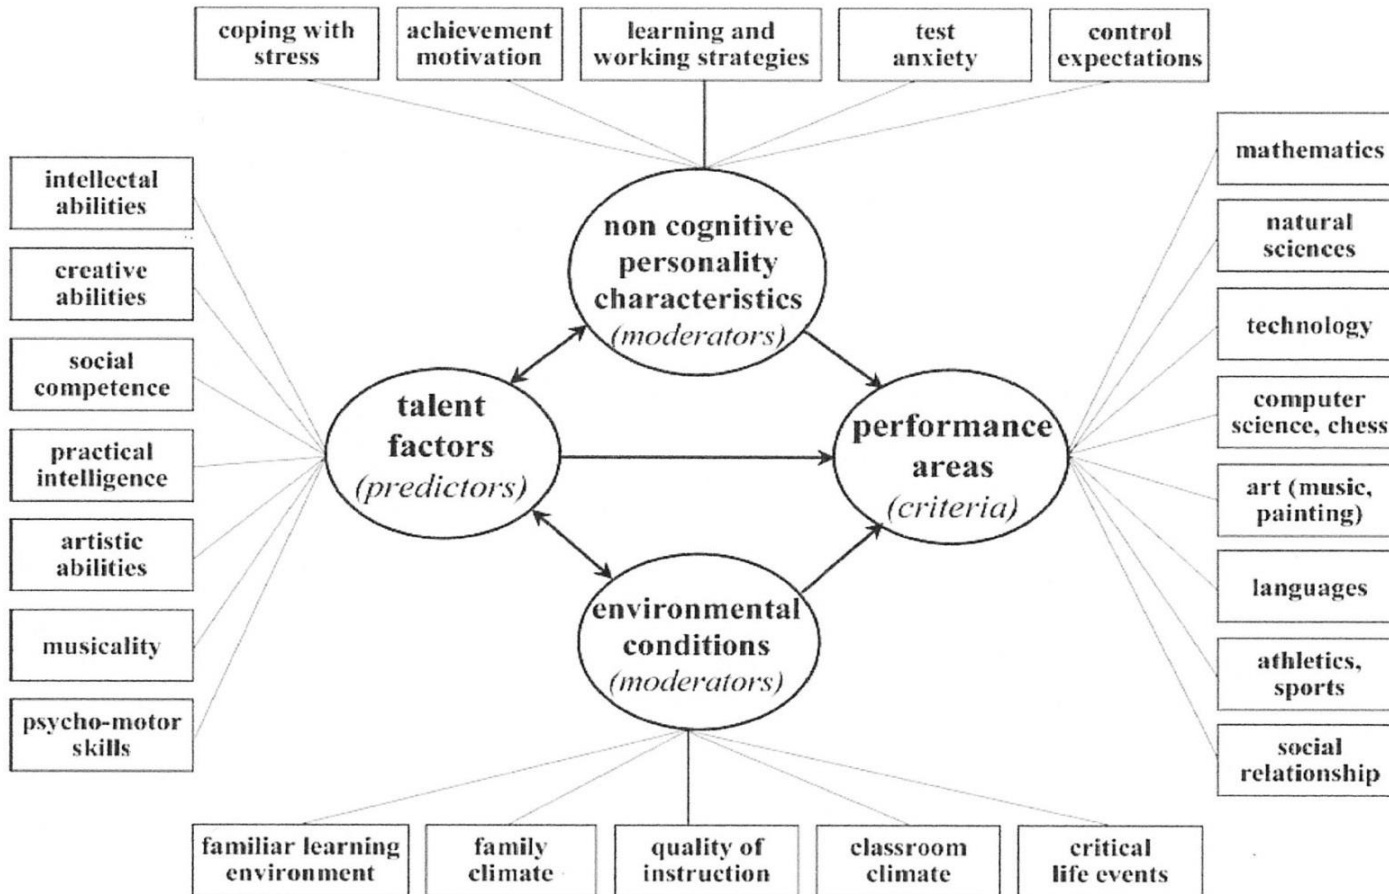 coping with
stress
achievement
motivation
learning and
working strategies
test
anxiety
control
expectations
intellectal
abilities
creative
abilities
social
competence
practical
intelligence
artistic
abilities
musicality
psycho-motor
skills
non cognitive
personality
characteristics
(moderators)
talent
factors
(predictors)
performance
areas
(criteria)
environmental
conditions
(moderators)
mathematics
natural
sciences
technology
computer
science, chess
art (music,
painting)
languages
athletics,
sports
social
relationship
familiar learning
environment
family
climate
quality of
instruction
classroom
climate
critical
life events